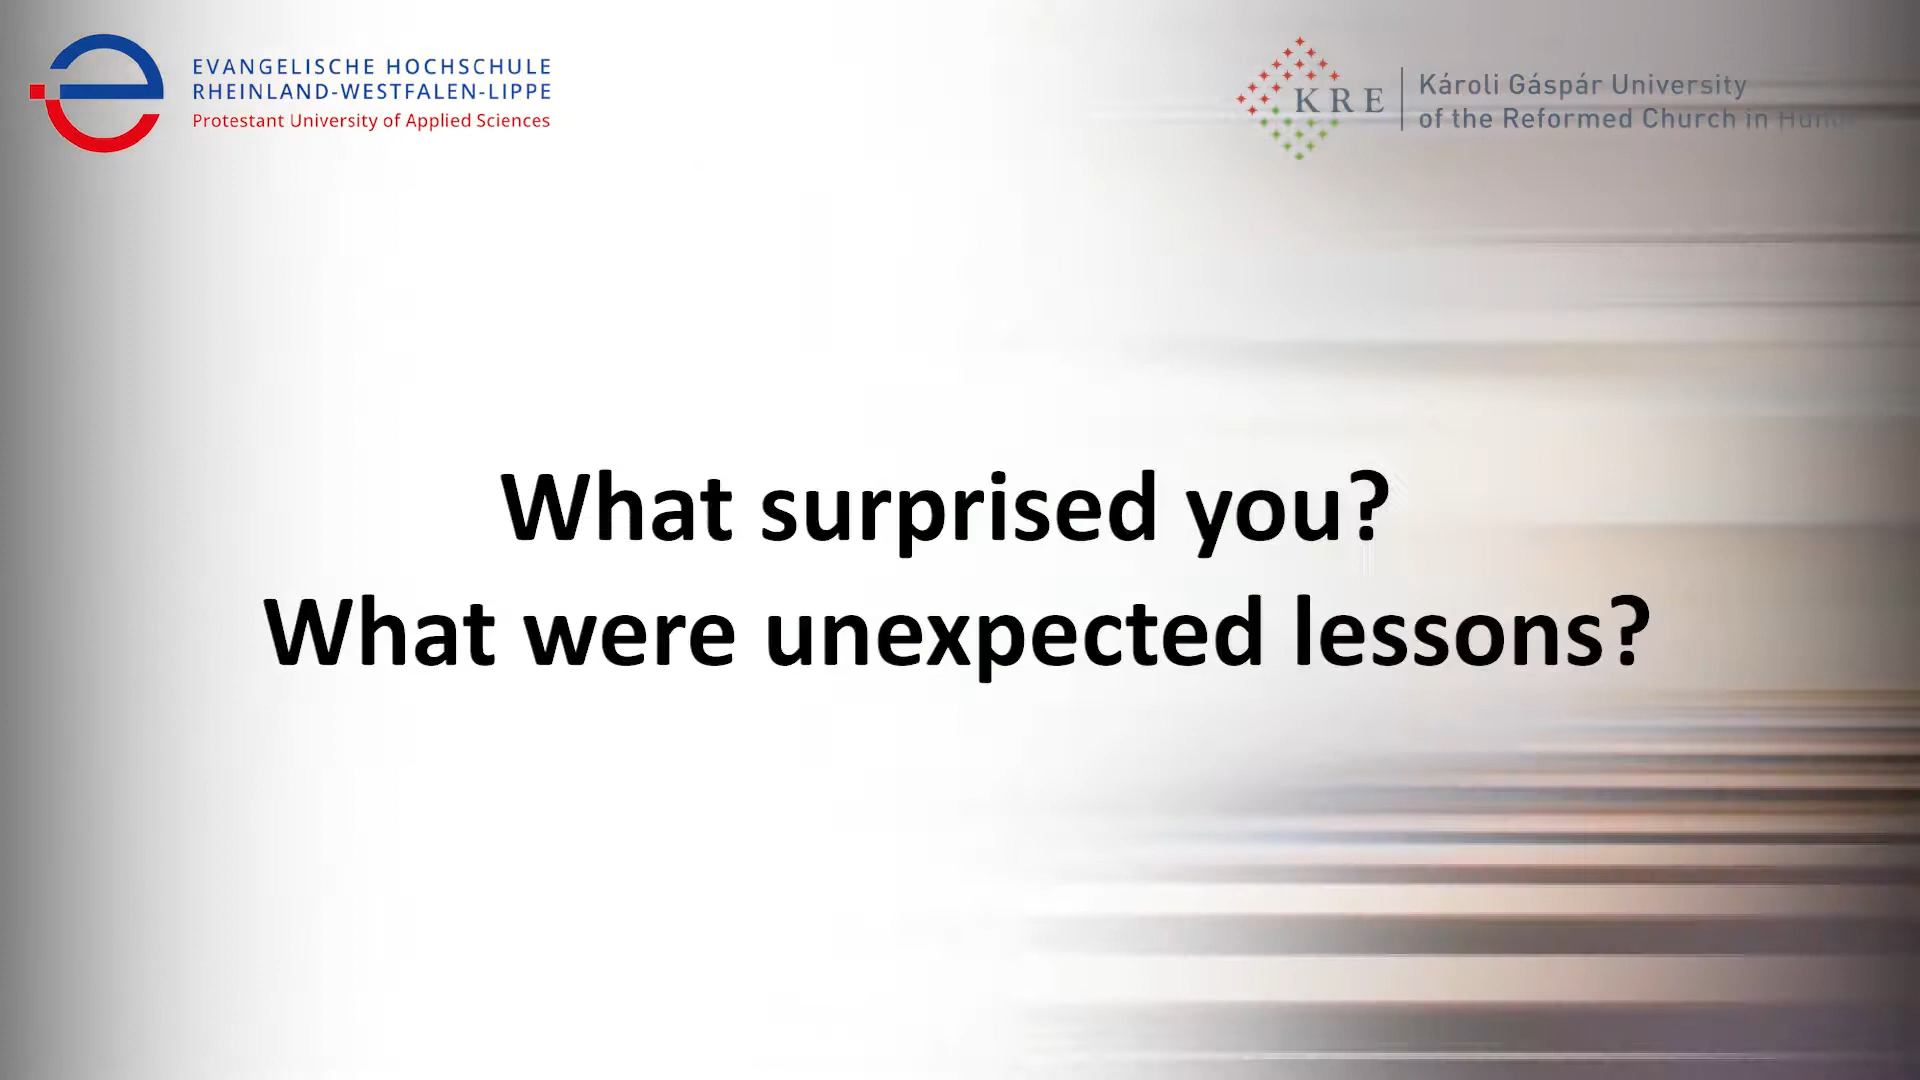 EVANGELISCHE HOCHSCHULE
RHEINLAND-WESTFALEN-LIPPE
Protestant University of Applied Sciences
KRE
Károli Gáspár University
of the Reformed Church in
What surprised you?
What were unexpected lessons?